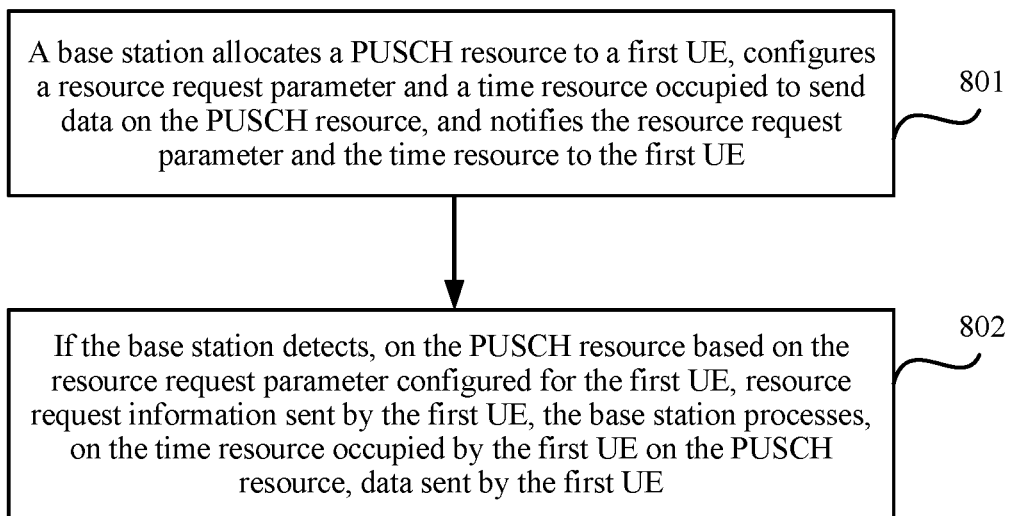 A base station allocates a PUSCH resource to a first UE, configures
a resource request parameter and a time resource occupied to send
data on the PUSCH resource, and notifies the resource request
parameter and the time resource to the first UE
801
If the base station detects, on the PUSCH resource based on the
resource request parameter configured for the first UE, resource
request information sent by the first UE, the base station processes,
on the time resource occupied by the first UE on the PUSCH
resource, data sent by the first UE
802